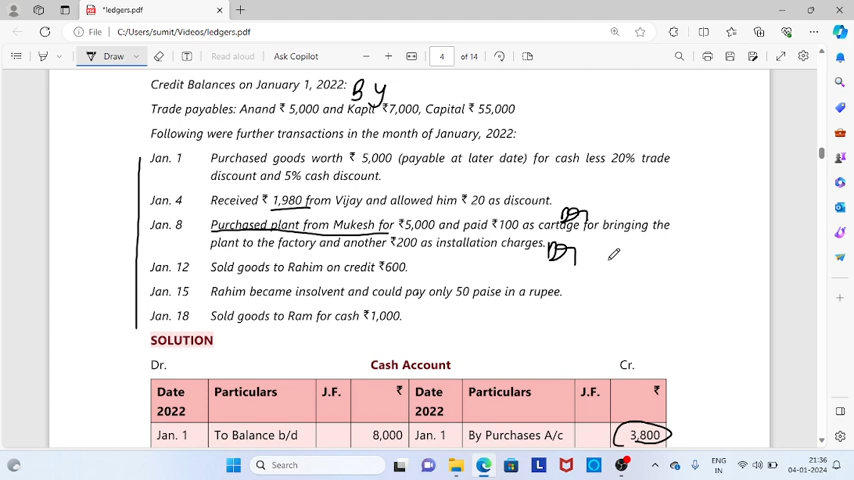 *ledgers.pdf
File C:/Users/sumit/Videos/ledgers.pdf
Draw Read aloud Ask Copilot 4 of 14
Credit Balances on January 1, 2022: By
Trade payables: Anand ₹ 5,000 and Kapil ₹7,000, Capital ₹ 55,000
Following were further transactions in the month of January, 2022:
Jan. 1 Purchased goods worth ₹ 5,000 (payable at later date) for cash less 20% trade
discount and 5% cash discount.
Jan. 4 Received ₹ 1,980 from Vijay and allowed him ₹ 20 as discount.
Jan. 8 Purchased plant from Mukesh for ₹5,000 and paid ₹100 as cartage for bringing the
plant to the factory and another ₹200 as installation charges.
Jan. 12 Sold goods to Rahim on credit ₹600.
Jan. 15 Rahim became insolvent and could pay only 50 paise in a rupee.
Jan. 18 Sold goods to Ram for cash ₹1,000.
SOLUTION
Dr. Cash Account Cr.
Date Particulars J.F. ₹ Date Particulars J.F. ₹
2022 2022
Jan. 1 To Balance b/d 8,000 Jan. 1 By Purchases A/c 3,800
Search ENG 21:36
IN 04-01-2024